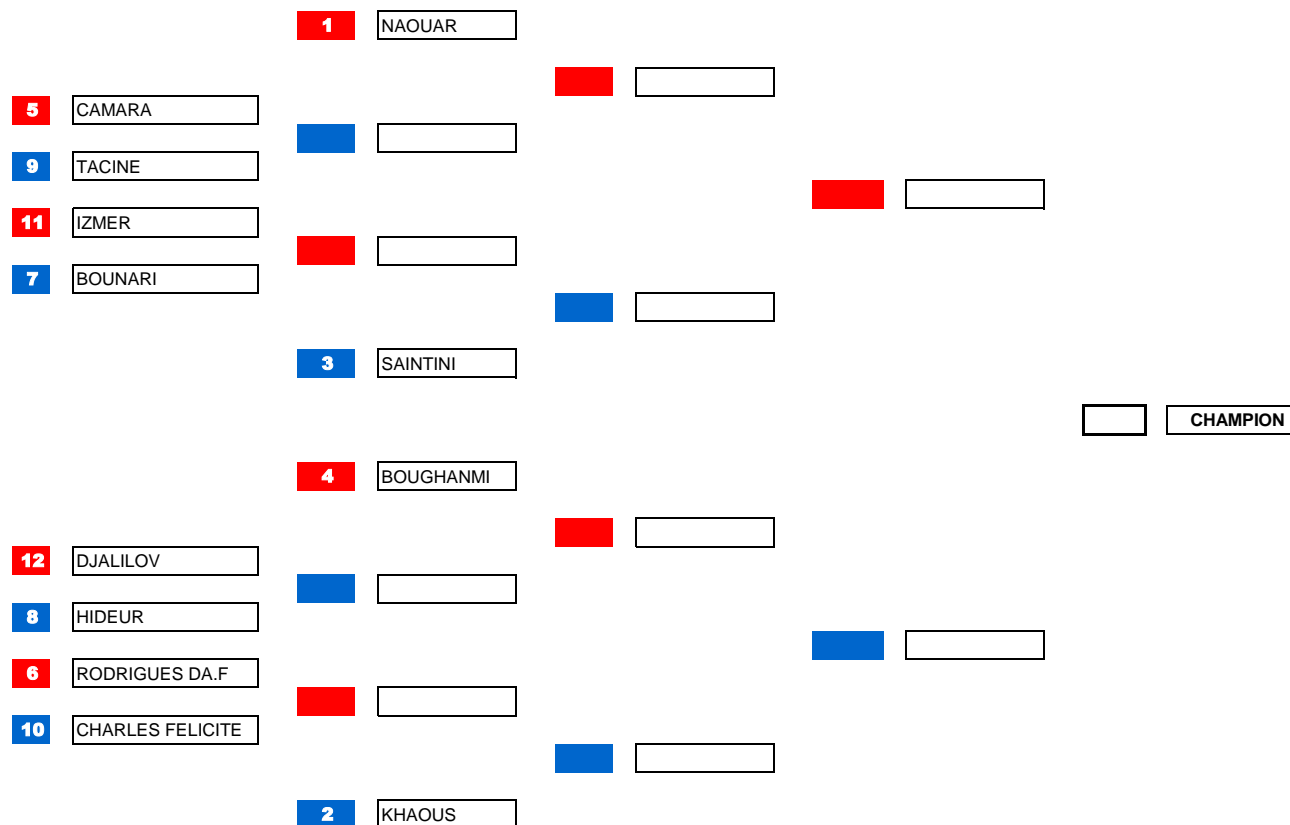 1 NAOUAR
5 CAMARA
9 TACINE
11 IZMER
7 BOUNARI
3 SAINTINI
CHAMPION
4 BOUGHANMI
12 DJALILOV
8 HIDEUR
6 RODRIGUES DA.F
10 CHARLES FELICITE
2 KHAOUS